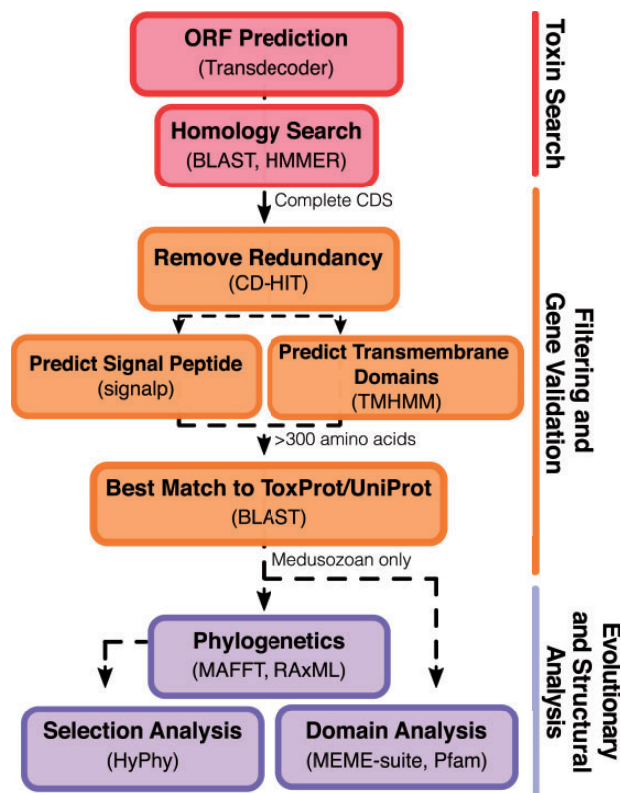 ORF Prediction
(Transdecoder)
Toxin Search
Homology Search
(BLAST, HMMER)
Complete CDS
Remove Redundancy
(CD-HIT)
Filtering and
Gene Validation
Predict Signal Peptide
(signalp)
Predict Transmembrane
Domains
(TMHMM)
>300 amino acids
Best Match to ToxProt/UniProt
(BLAST)
Medusozoan only
Phylogenetics
(MAFFT, RAxML)
Evolutionary
and Structural
Analysis
Selection Analysis
(HyPhy)
Domain Analysis
(MEME-suite, Pfam)